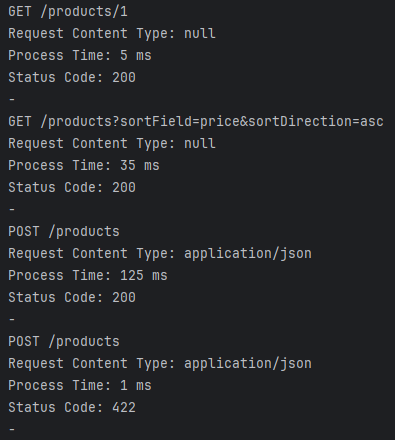 GET /products/1
Request Content Type: null
Process Time: 5 ms
Status Code: 200
-
GET /products?sortField=price&sortDirection=asc
Request Content Type: null
Process Time: 35 ms
Status Code: 200
-
POST /products
Request Content Type: application/json
Process Time: 125 ms
Status Code: 200
-
POST /products
Request Content Type: application/json
Process Time: 1 ms
Status Code: 422
-